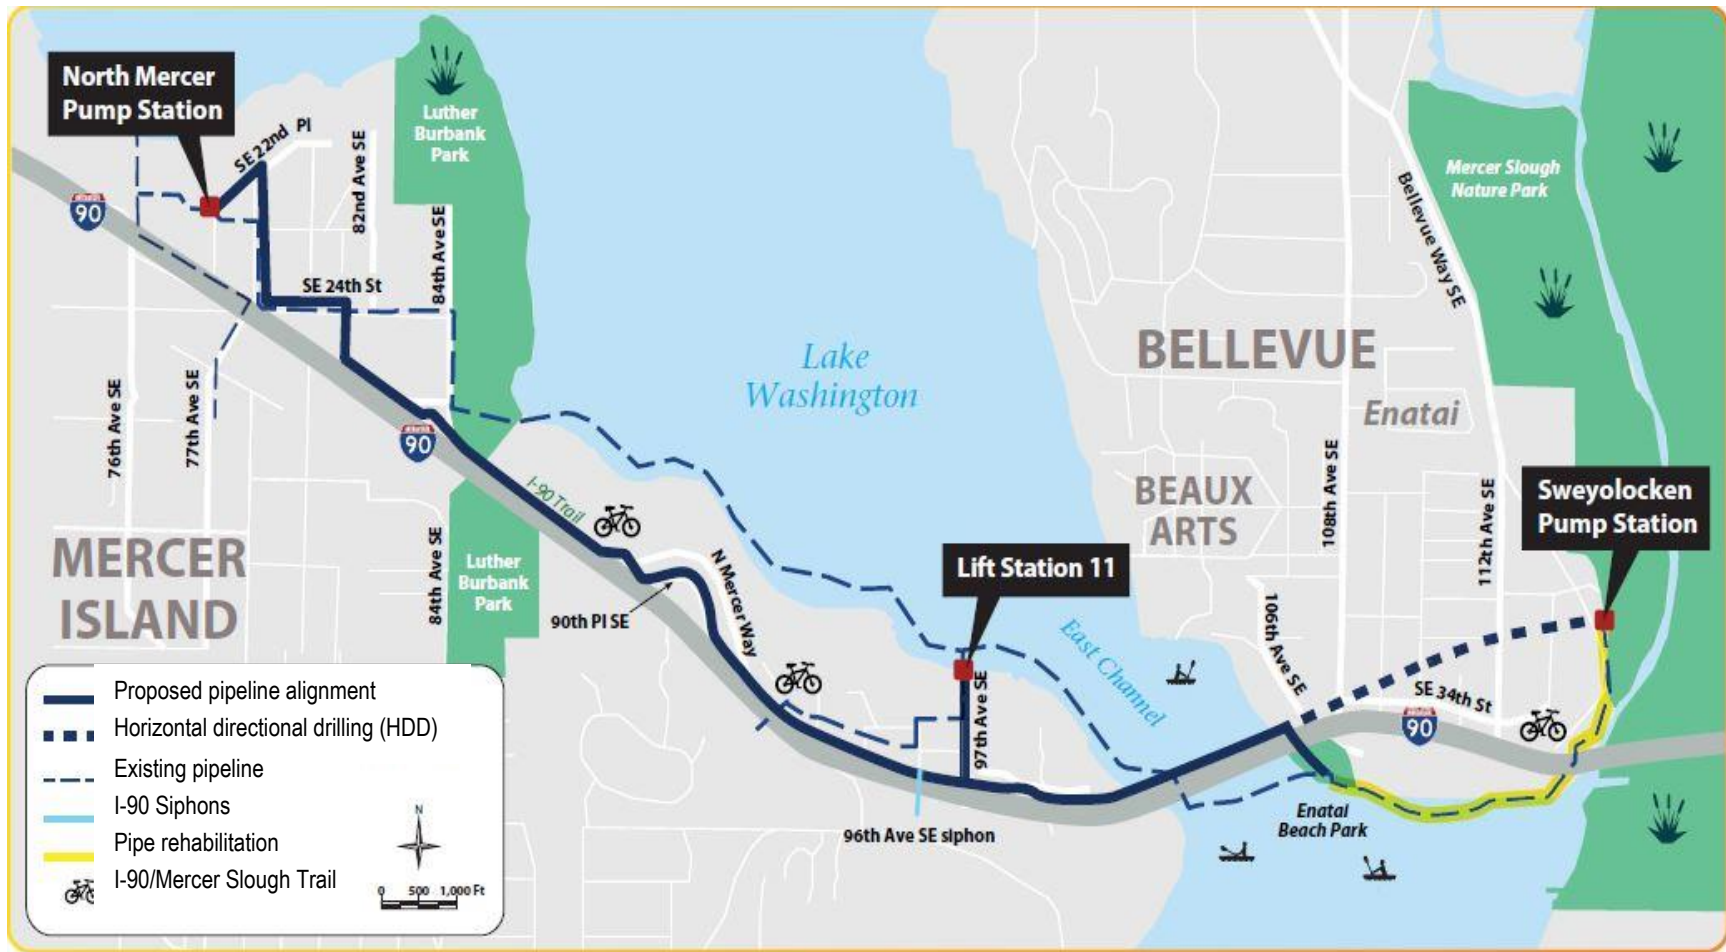 North Mercer
Pump Station
SE 22nd Pl
82nd Ave SE
Luther
Burbank
Park
84th Ave SE
90
SE 24th St
76th Ave SE
77th Ave SE
90
I-90 Trail
MERCER
ISLAND
84th Ave SE
Luther
Burbank
Park
90th Pl SE
N Mercer Way
Lake
Washington
Lift Station 11
97th Ave SE
96th Ave SE siphon
East Channel
BELLEVUE
Enatai
BEAUX
ARTS
108th Ave SE
106th Ave SE
112th Ave SE
Bellevue Way SE
Mercer Slough
Nature Park
Sweyolocken
Pump Station
SE 34th St
90
Enatai
Beach Park
Proposed pipeline alignment
Horizontal directional drilling (HDD)
Existing pipeline
I-90 Siphons
Pipe rehabilitation
I-90/Mercer Slough Trail
N
0 500 1,000 Ft